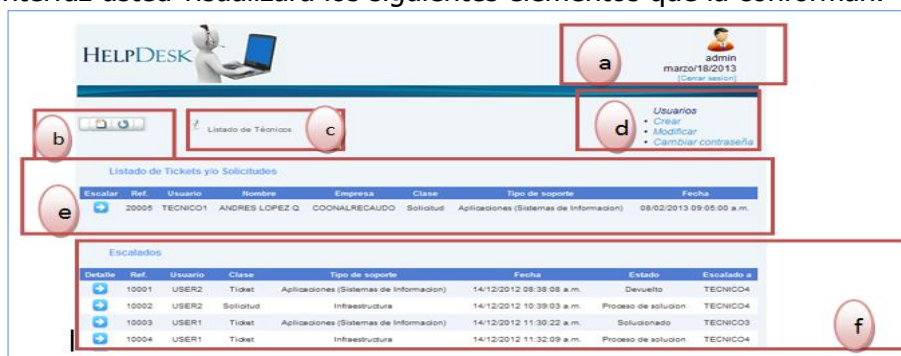 nterfaz usted visualizará los siguientes elementos que la conforman.
HELPDESK
a
admin
marzo/18/2013
[Cerrar sesion]
b
Listado de Técnicos
c
d
Usuarios
• Crear
• Modificar
• Cambiar contraseña
Listado de Tickets y/o Solicitudes
Escalar Ref. Usuario Nombre Empresa Clase Tipo de soporte Fecha
e
20005 TECNICO1 ANDRES LOPEZ Q COONALRECAUDO Solicitud Aplicaciones (Sistemas de Informacion) 08/02/2013 09:05:00 a.m.
Escalados
Detalle Ref. Usuario Clase Tipo de soporte Fecha Estado Escalado a
10001 USER2 Ticket Aplicaciones (Sistemas de Informacion) 14/12/2012 08:38:08 a.m. Devuelto TECNICO4
10002 USER2 Solicitud Infraestructura 14/12/2012 10:39:03 a.m. Proceso de solucion TECNICO4
10003 USER1 Ticket Aplicaciones (Sistemas de Informacion) 14/12/2012 11:30:22 a.m. Solucionado TECNICO3
f
10004 USER1 Ticket Infraestructura 14/12/2012 11:32:09 a.m. Proceso de solucion TECNICO4